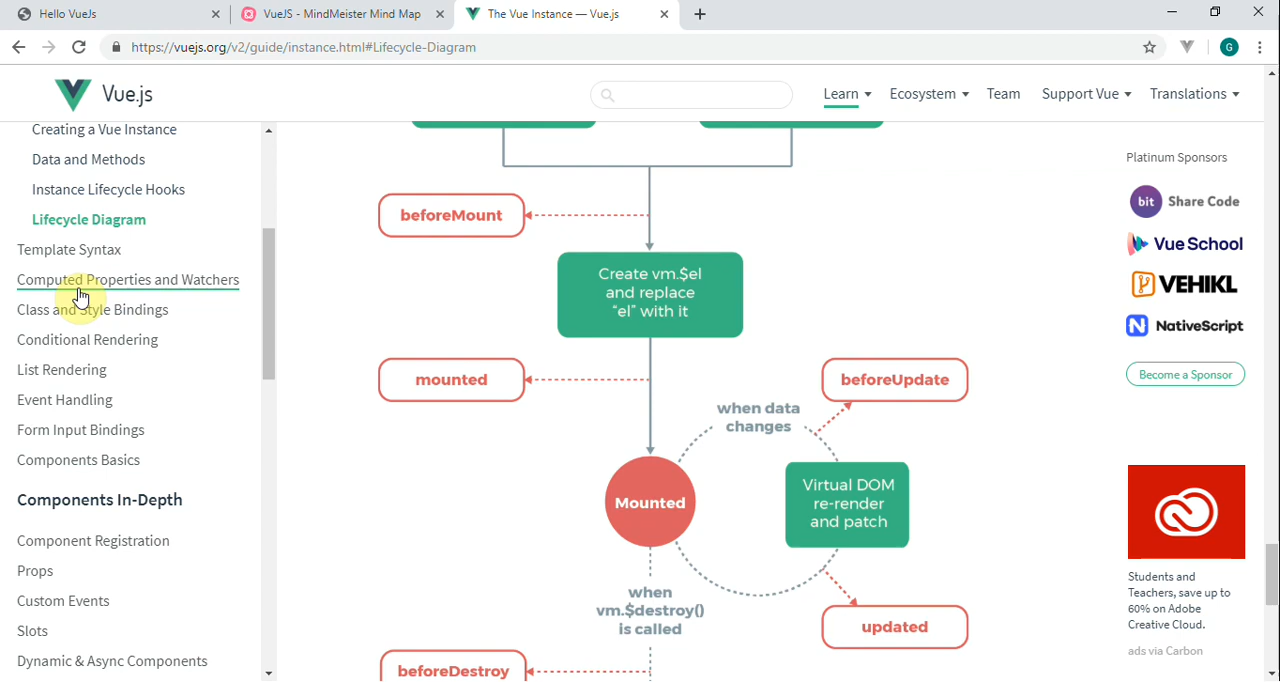 Hello VueJs
VueJS - MindMeister Mind Map
The Vue Instance — Vue.js
https://vuejs.org/v2/guide/instance.html#Lifecycle-Diagram
G
Vue.js
Learn
Ecosystem
Team
Support Vue
Translations
Creating a Vue Instance
Data and Methods
Instance Lifecycle Hooks
Lifecycle Diagram
Template Syntax
Computed Properties and Watchers
Class and Style Bindings
Conditional Rendering
List Rendering
Event Handling
Form Input Bindings
Components Basics
Components In-Depth
Component Registration
Props
Custom Events
Slots
Dynamic & Async Components
beforeMount
Create vm.$el
and replace
“el” with it
mounted
beforeUpdate
when data
changes
Mounted
Virtual DOM
re-render
and patch
when
vm.$destroy()
is called
updated
beforeDestroy
Platinum Sponsors
bit Share Code
Vue School
VEHIKL
NativeScript
Become a Sponsor
Students and
Teachers, save up to
60% on Adobe
Creative Cloud.
ads via Carbon